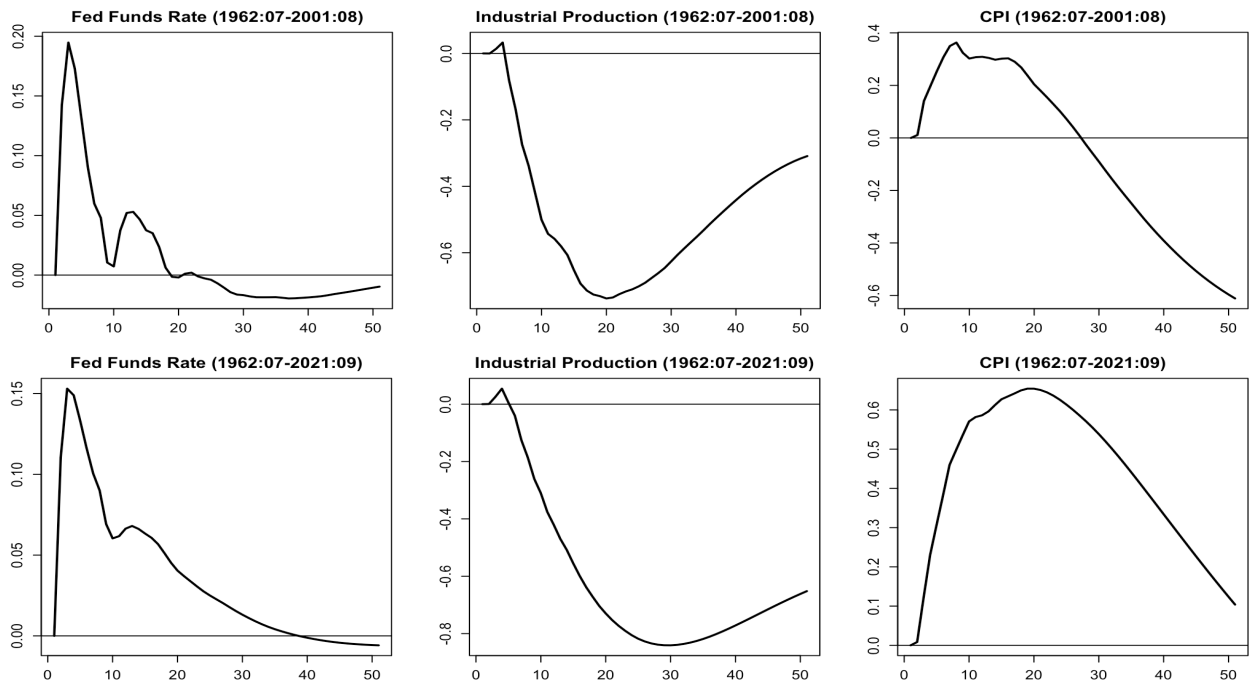 Fed Funds Rate (1962:07-2001:08)
0.00 0.05 0.10 0.15 0.20
0 10 20 30 40 50
Industrial Production (1962:07-2001:08)
-0.6 -0.4 -0.2 0.0
0 10 20 30 40 50
CPI (1962:07-2001:08)
-0.6 -0.4 -0.2 0.0 0.2 0.4
0 10 20 30 40 50
Fed Funds Rate (1962:07-2021:09)
0.00 0.05 0.10 0.15
0 10 20 30 40 50
Industrial Production (1962:07-2021:09)
-0.8 -0.6 -0.4 -0.2 0.0
0 10 20 30 40 50
CPI (1962:07-2021:09)
0.0 0.1 0.2 0.3 0.4 0.5 0.6
0 10 20 30 40 50